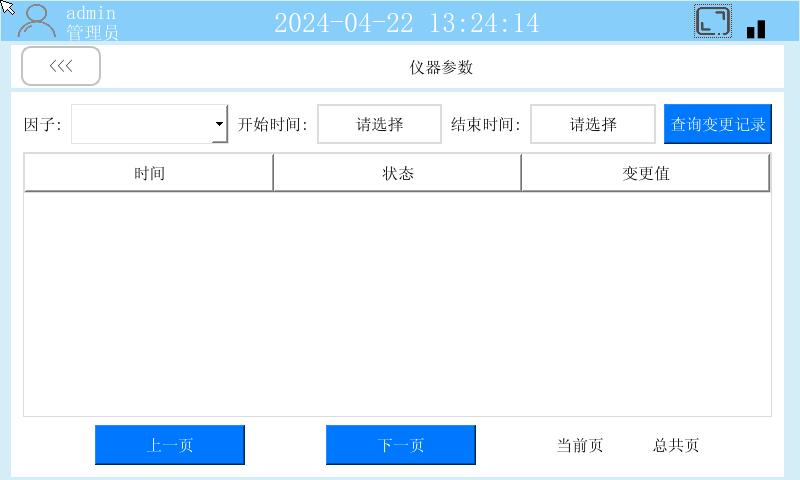 admin
管理员
2024-04-22 13:24:14
<<<
仪器参数
因子:
开始时间:
请选择
结束时间:
请选择
查询变更记录
时间
状态
变更值
上一页
下一页
当前页
总共页